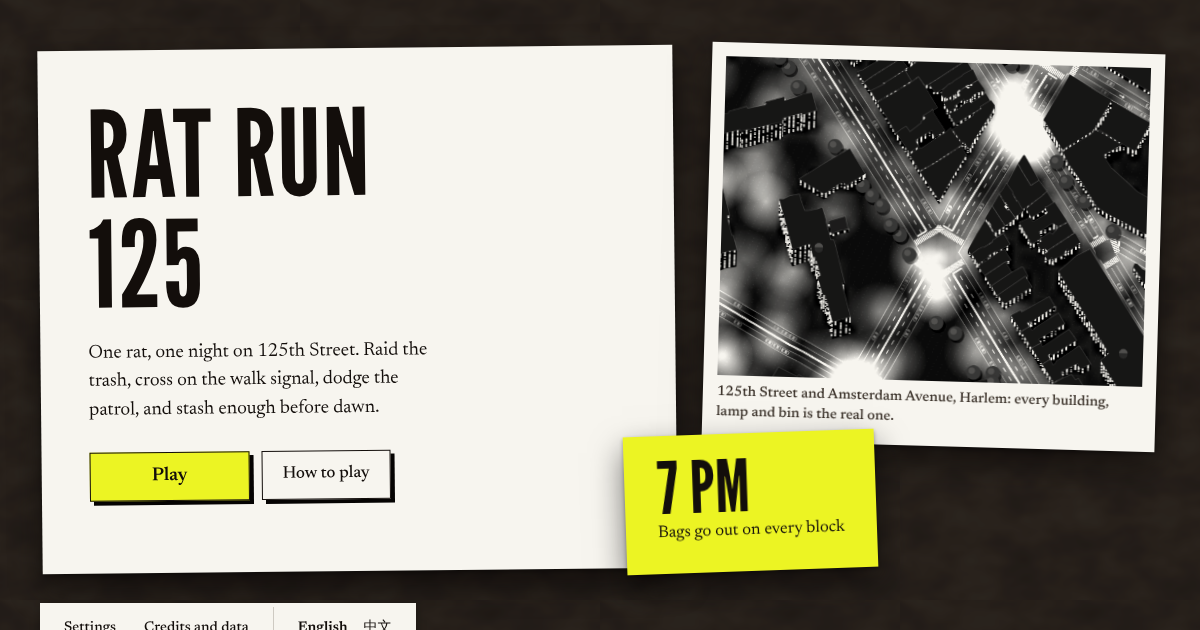 RAT RUN
125
One rat, one night on 125th Street. Raid the
trash, cross on the walk signal, dodge the
patrol, and stash enough before dawn.
Play
How to play
125th Street and Amsterdam Avenue, Harlem: every building,
lamp and bin is the real one.
7 PM
Bags go out on every block
Settings
Credits and data
English
中文